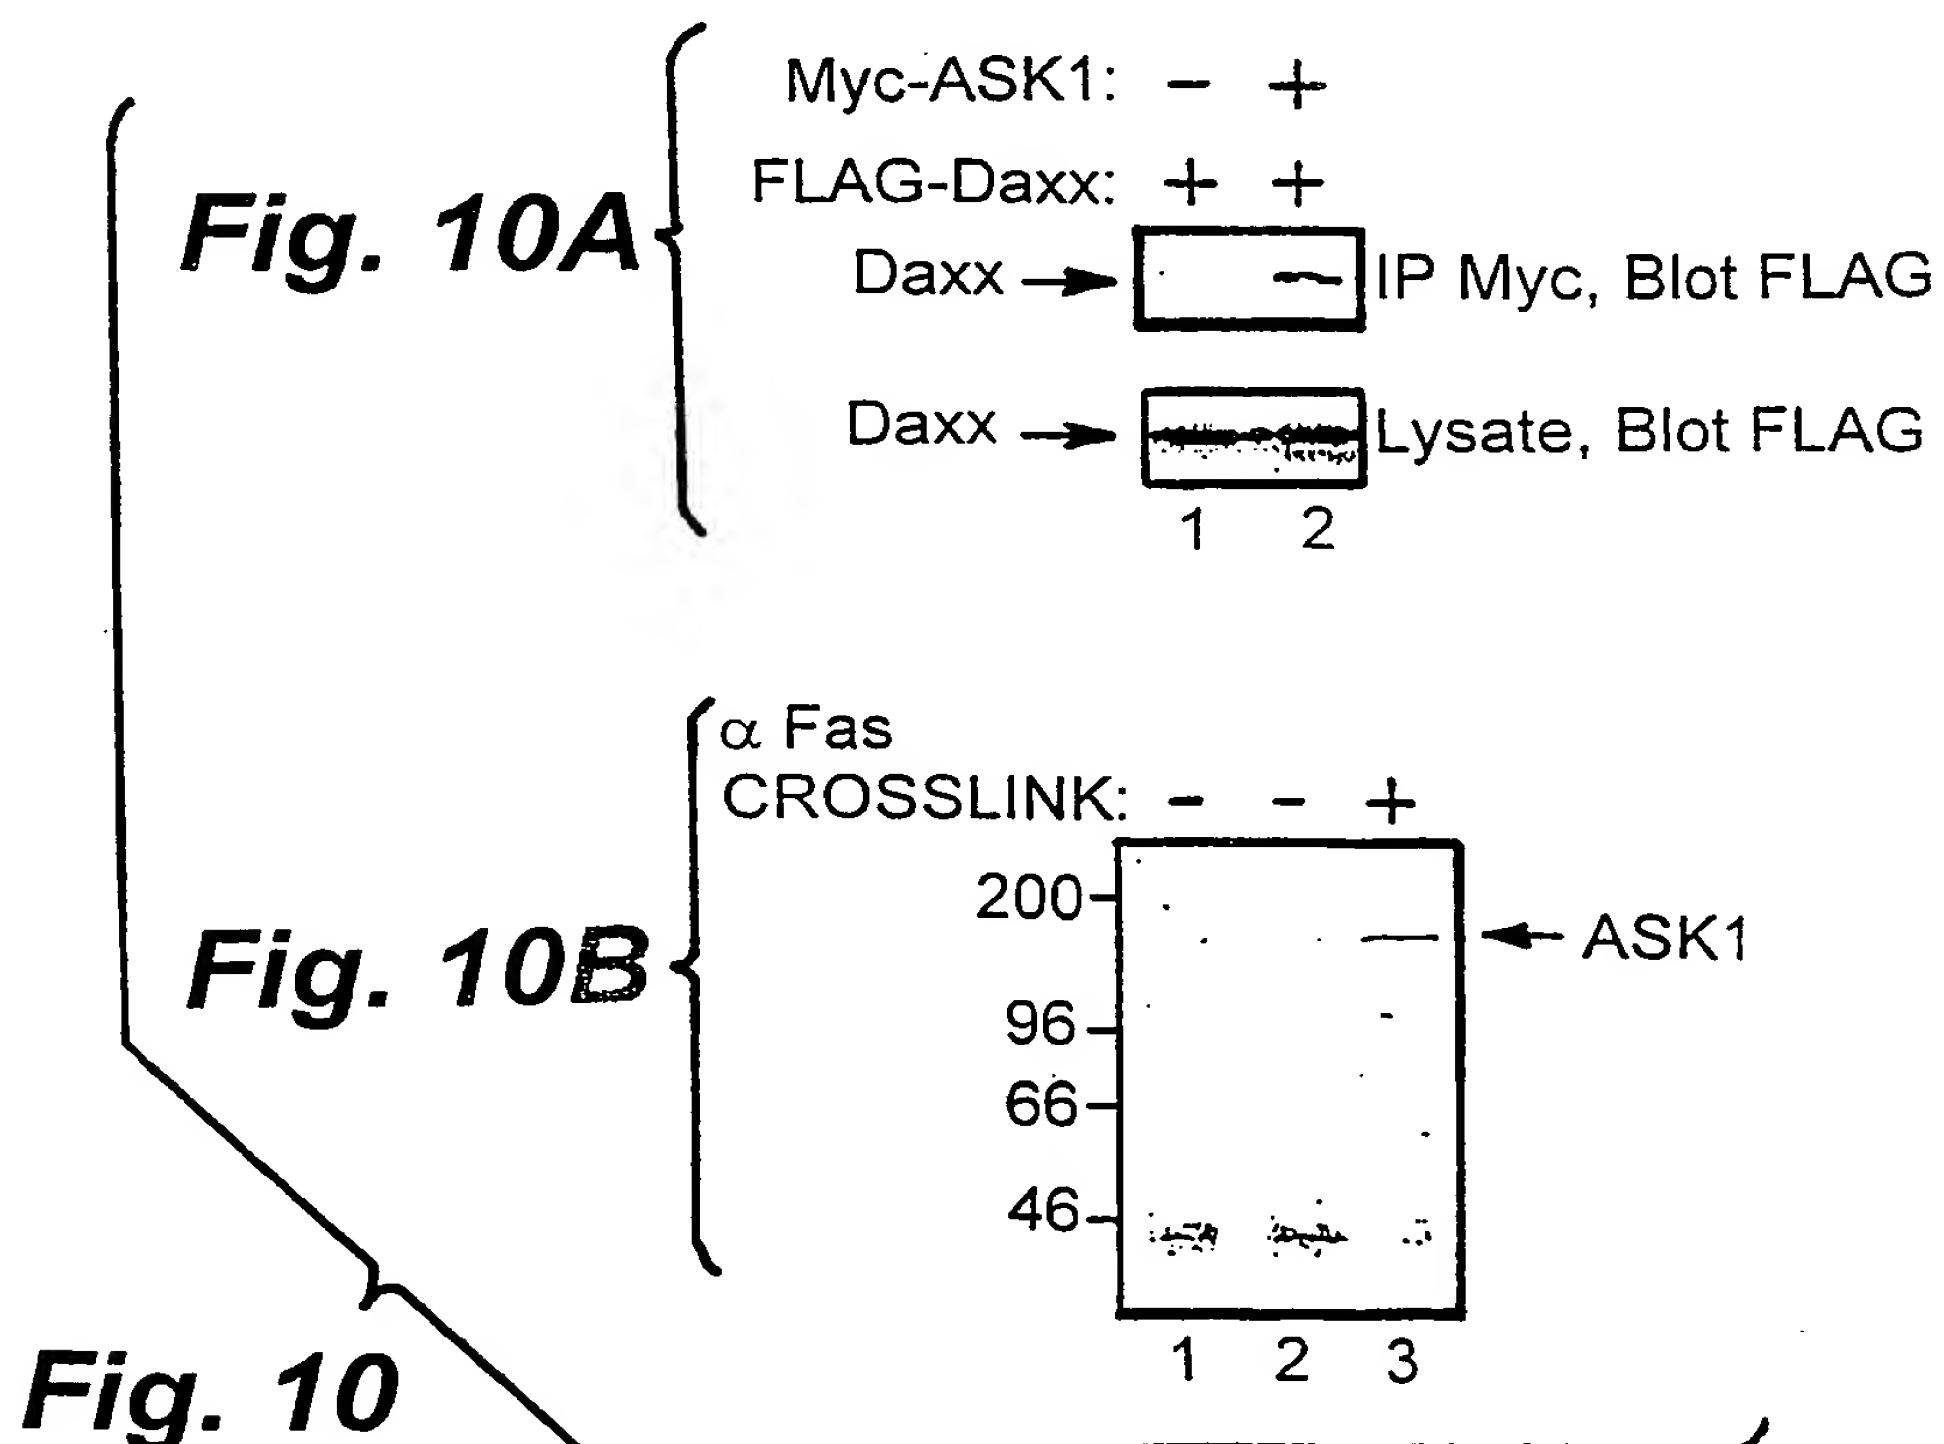 Myc-ASK1: - +
FLAG-Daxx: + +
Fig. 10A
Daxx IP Myc, Blot FLAG
Daxx Lysate, Blot FLAG
1 2
α Fas
CROSSLINK: - - +
200
ASK1
Fig. 10B
96
66
46
1 2 3
Fig. 10